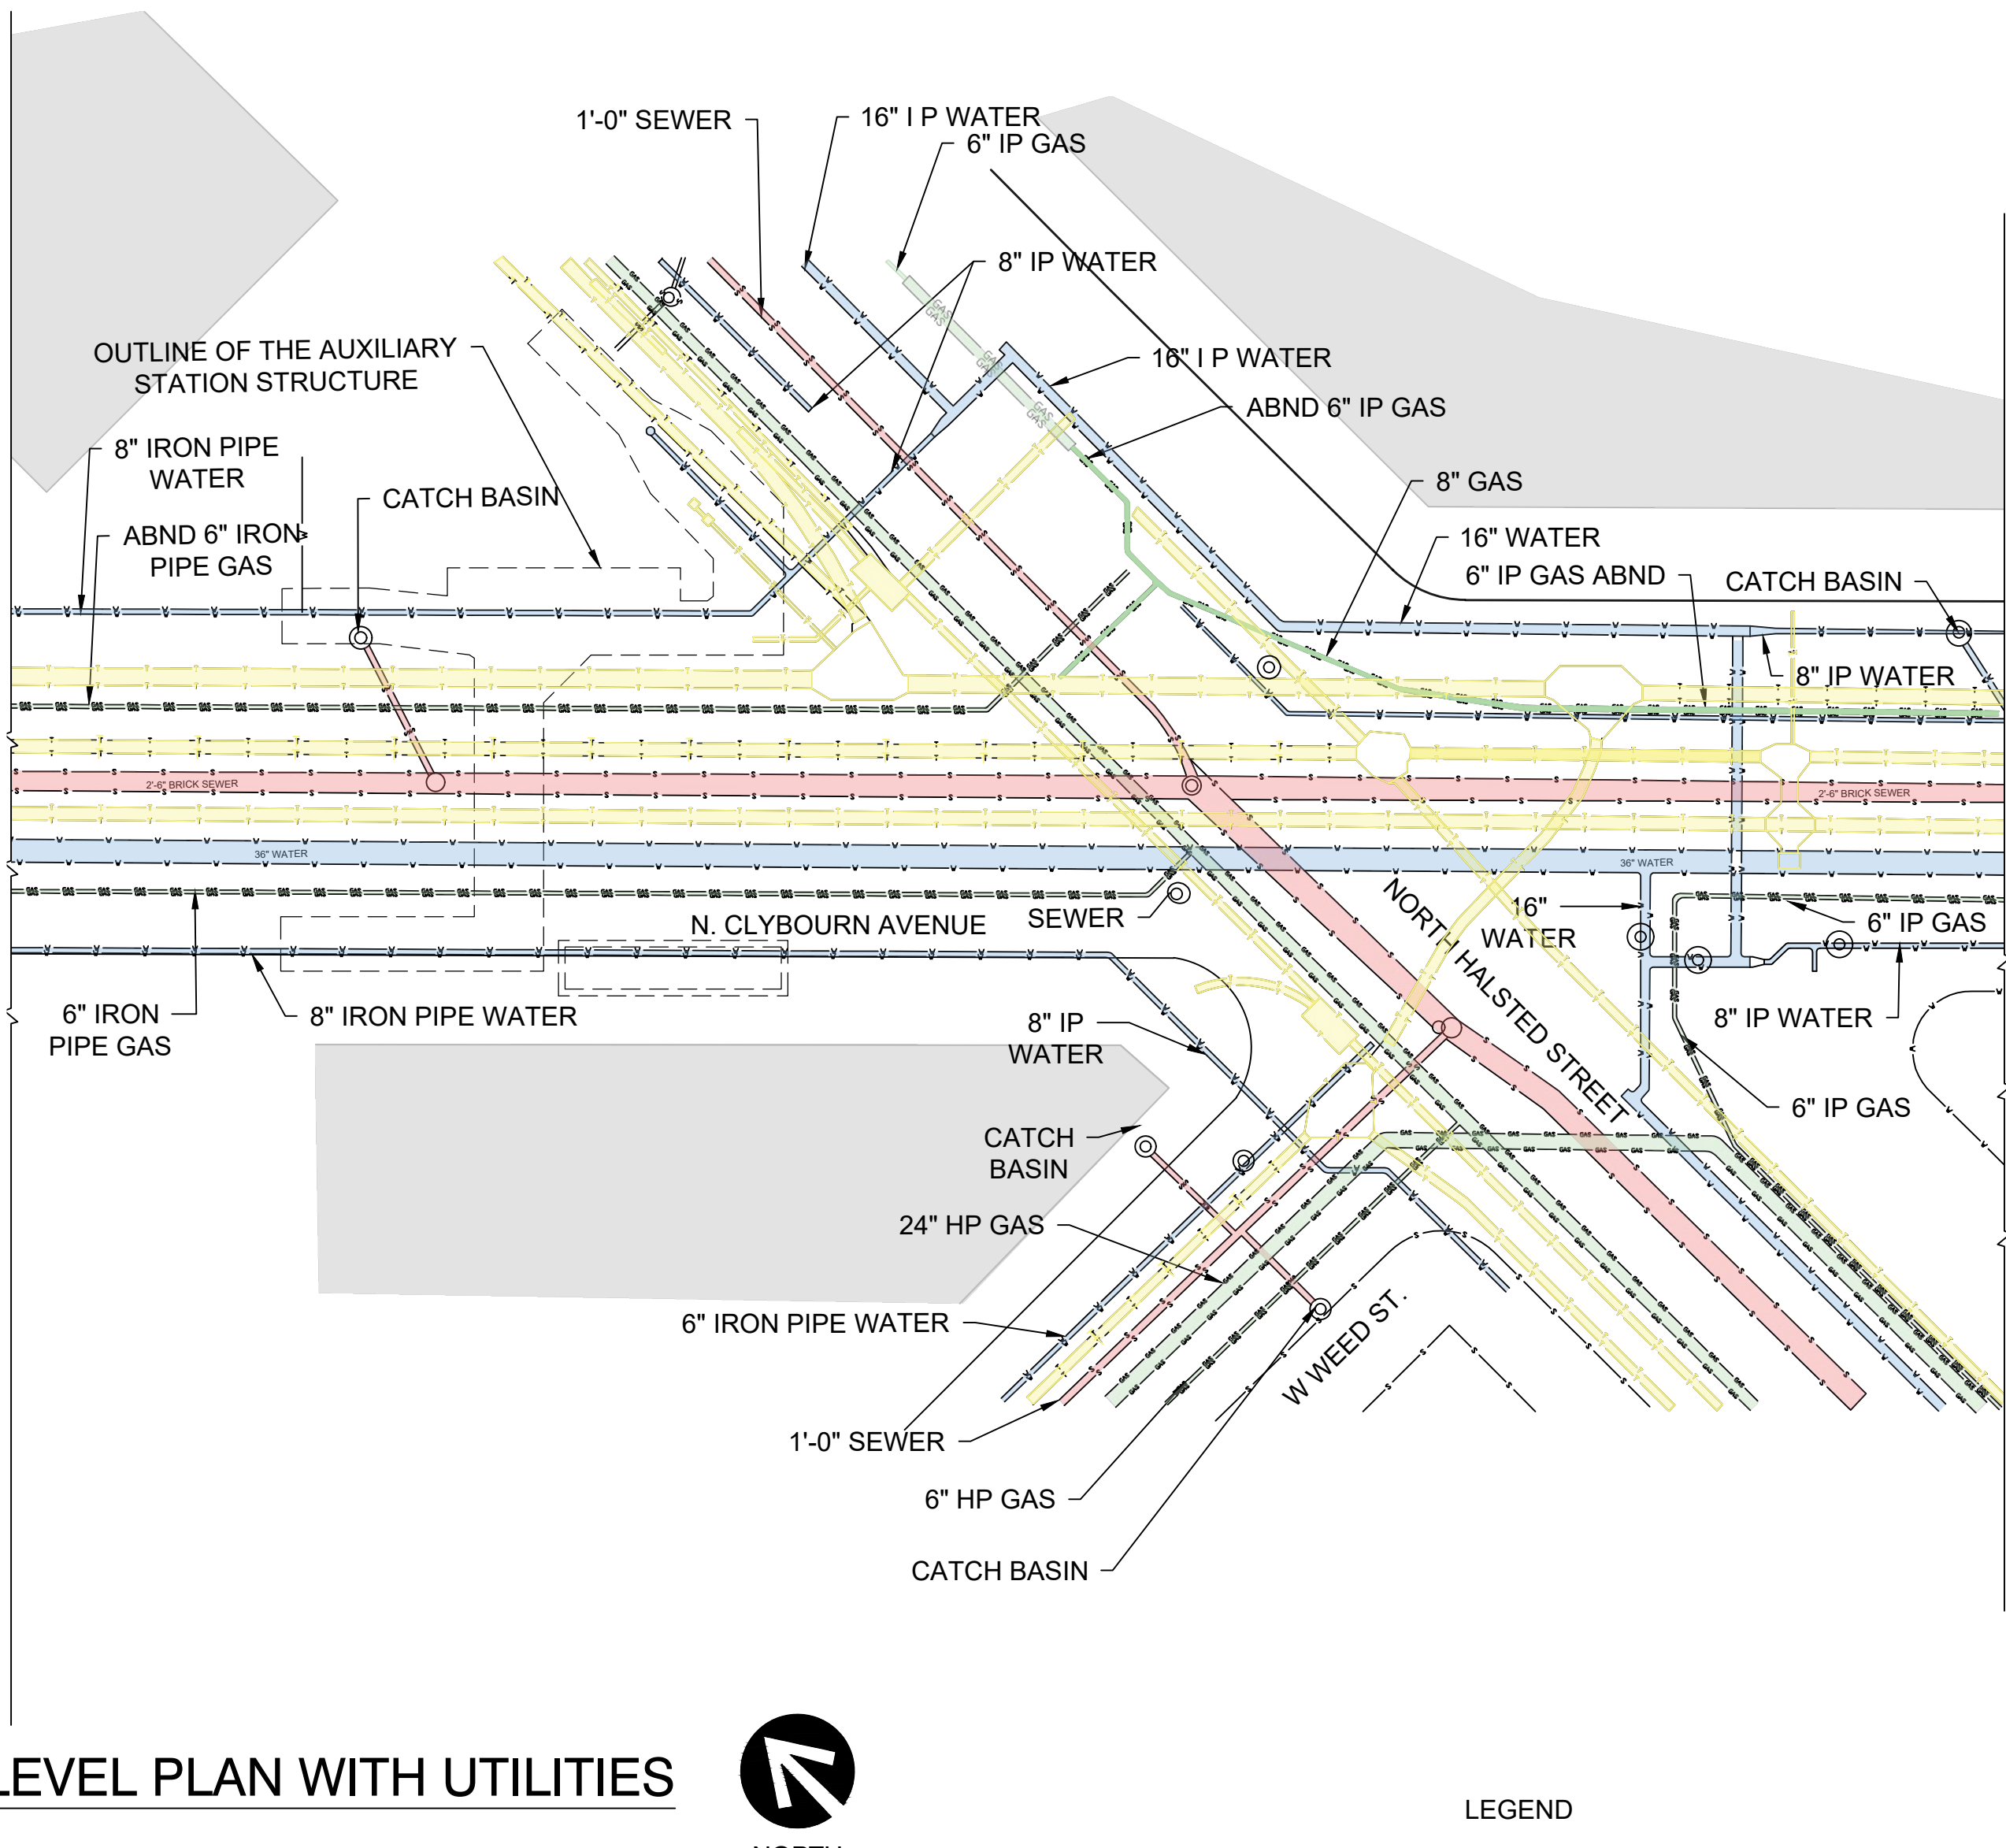 1'-0" SEWER
16" I P WATER
6" IP GAS
8" IP WATER
OUTLINE OF THE AUXILIARY
STATION STRUCTURE
16" I P WATER
ABND 6" IP GAS
8" IRON PIPE
WATER
CATCH BASIN
8" GAS
ABND 6" IRON
PIPE GAS
16" WATER
6" IP GAS ABND
CATCH BASIN
8" IP WATER
2'-6" BRICK SEWER
2'-6" BRICK SEWER
36" WATER
36" WATER
N. CLYBOURN AVENUE
SEWER
NORTH HALSTED STREET
16"
WATER
6" IP GAS
6" IRON
PIPE GAS
8" IRON PIPE WATER
8" IP
WATER
8" IP WATER
6" IP GAS
CATCH
BASIN
24" HP GAS
6" IRON PIPE WATER
W WEED ST.
1'-0" SEWER
6" HP GAS
CATCH BASIN
LEVEL PLAN WITH UTILITIES
LEGEND
NORTH